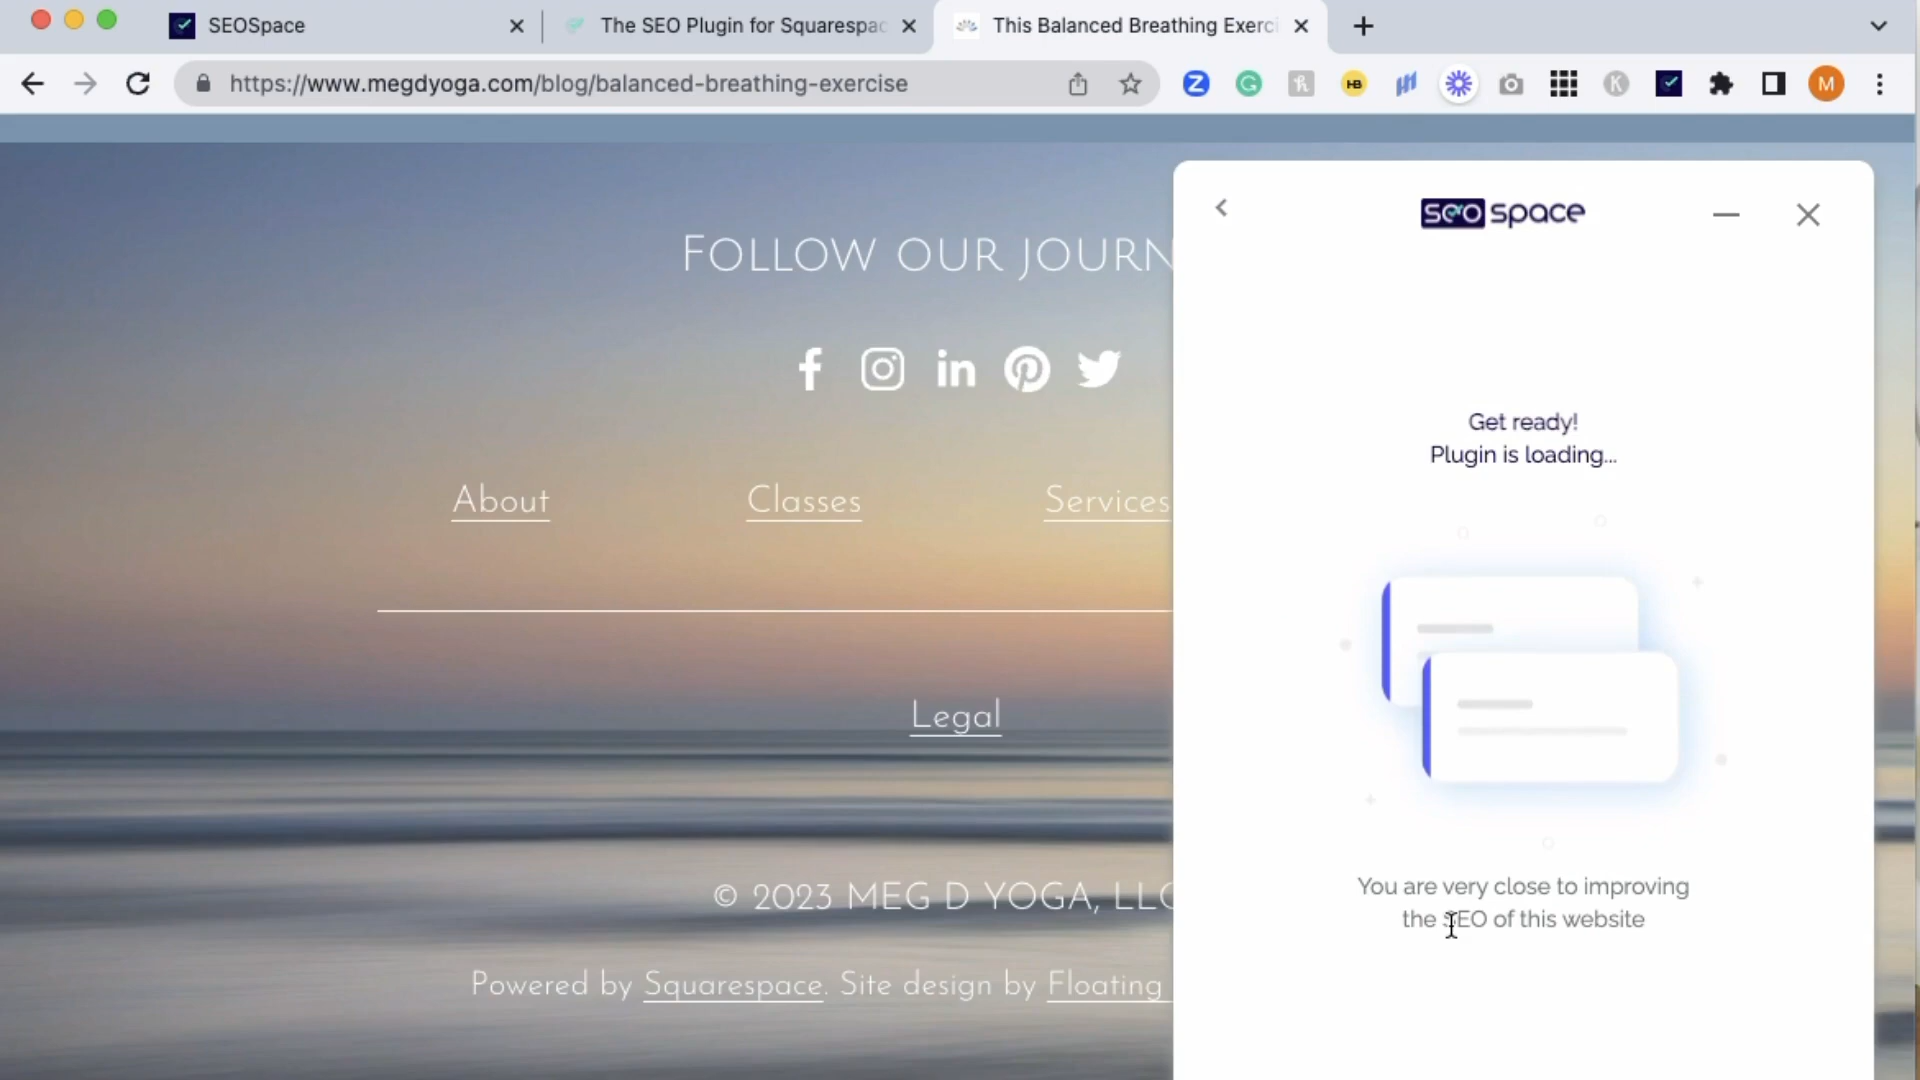 SEOSpace
The SEO Plugin for Squarespac
This Balanced Breathing Exerci
https://www.megdyoga.com/blog/balanced-breathing-exercise
HB
K
M
FOLLOW OUR JOURN
About
Classes
Services
Legal
© 2023 MEG D YOGA, LLC
Powered by Squarespace. Site design by Floating
seo space
Get ready!
Plugin is loading...
You are very close to improving
the SEO of this website